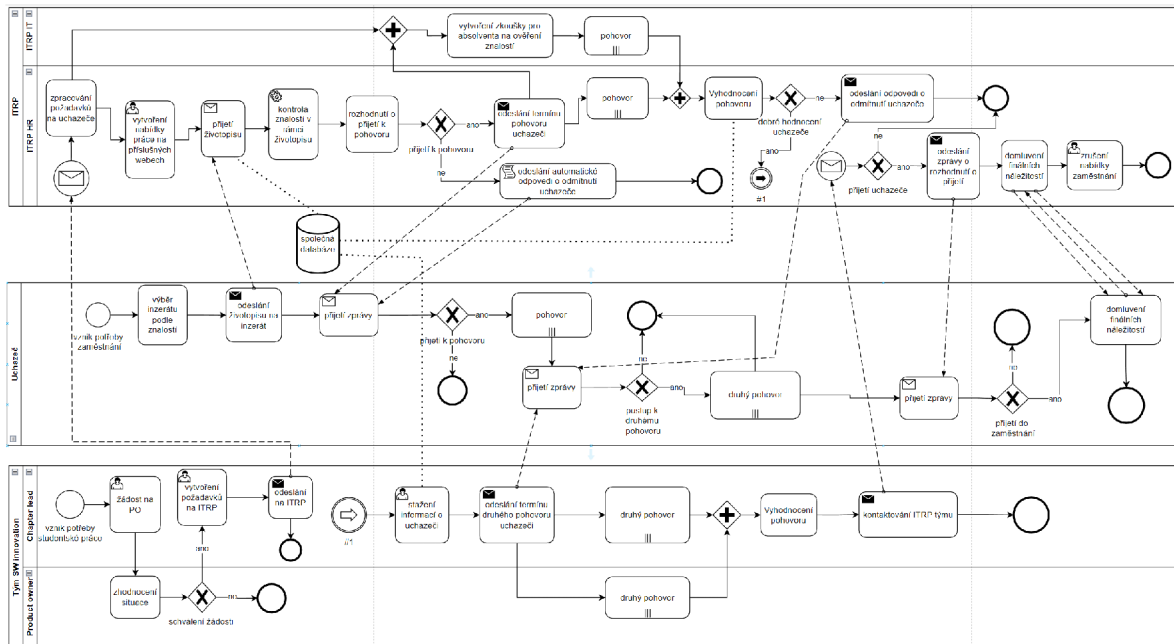 ITRP
ITRP IT
vytvoření zkoušky pro
absolventa na ověření
znalostí
pohovor
ITRP HR
zpracování
požadavků
na uchazeče
vytvoření
nabídky
práce na
příslušných
webech
přijetí
životopisu
kontrola
znalostí v
rámci
životopisu
rozhodnutí o
přijetí k
pohovoru
přijetí k pohovoru
ano
ne
odeslání termínu
pohovoru
uchazeči
pohovor
odeslání automatické
odpovědi o odmítnutí
uchazeče
Vyhodnocení
pohovoru
dobré hodnocení
uchazeče
ne
ano
#1
odeslání odpovědi o
odmítnutí uchazeče
přijetí uchazeče
ne
ano
odeslání
zprávy o
rozhodnutí o
přijetí
domluvení
finálních
náležitostí
zrušení
nabídky
zaměstnání
společná
databáze
Uchazeč
vznik potřeby
zaměstnání
výběr
inzerátu
podle
znalostí
odeslání
životopisu na
inzerát
přijetí zprávy
přijetí k pohovoru
ano
ne
pohovor
přijetí zprávy
postup k
druhému
pohovoru
ne
ano
druhý pohovor
přijetí zprávy
přijetí do
zaměstnání
ne
ano
domluvení
finálních
náležitostí
Tým SW innovation
Chapter lead
vznik potřeby
studentské práce
žádost na
PO
vytvoření
požadavků
na ITRP
odeslání
na ITRP
#1
stažení
informací o
uchazeči
odeslání termínu
druhého pohovoru
uchazeči
druhý pohovor
Vyhodnocení
pohovoru
kontaktování ITRP týmu
Product owner
zhodnocení
situace
schválení žádosti
ano
ne
druhý pohovor